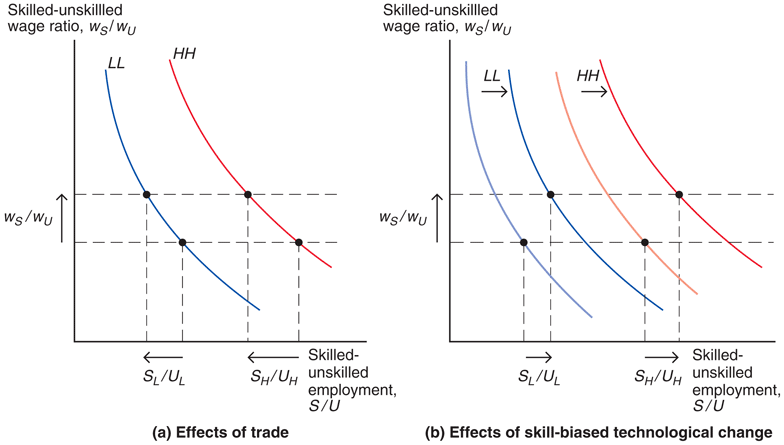 Skilled-unskillled
wage ratio, wS/wU
LL
HH
wS/wU
SL/UL
SH/UH
Skilled-
unskilled
employment,
S/U
(a) Effects of trade
Skilled-unskilled
wage ratio, wS/wU
LL
HH
wS/wU
SL/UL
SH/UH
Skilled-
unskilled
employment,
S/U
(b) Effects of skill-biased technological change